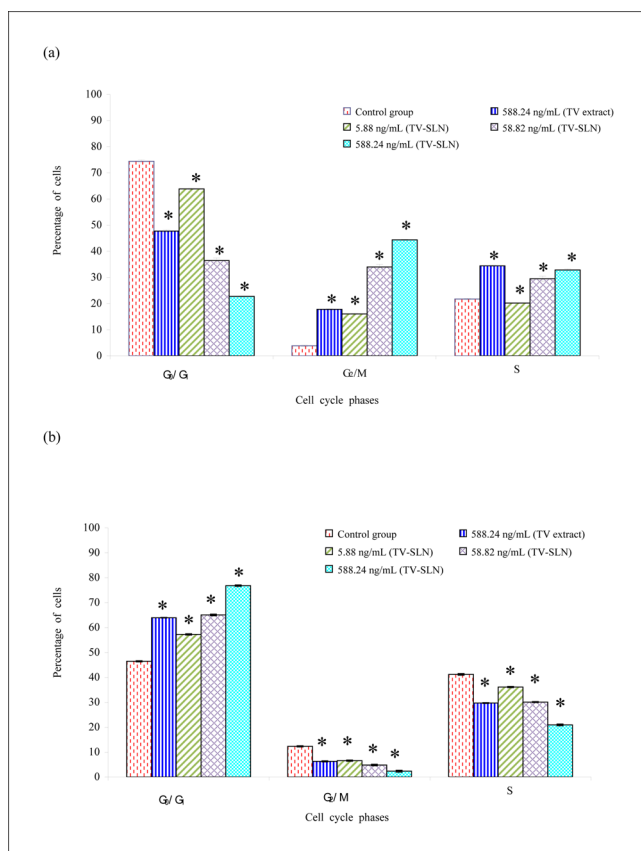 (a)
100
90
80
70
60
50
40
30
20
10
0
Percentage of cells
Control group 588.24 ng/mL (TV extract)
5.88 ng/mL (TV-SLN) 58.82 ng/mL (TV-SLN)
588.24 ng/mL (TV-SLN)
* * * *
* * * *
* * * *
G0/ G1 G2/M S
Cell cycle phases
(b)
100
90
80
70
60
50
40
30
20
10
0
Percentage of cells
Control group 588.24 ng/mL (TV extract)
5.88 ng/mL (TV-SLN) 58.82 ng/mL (TV-SLN)
588.24 ng/mL (TV-SLN)
* * * *
* * * *
* * * *
G0/ G1 G2/ M S
Cell cycle phases